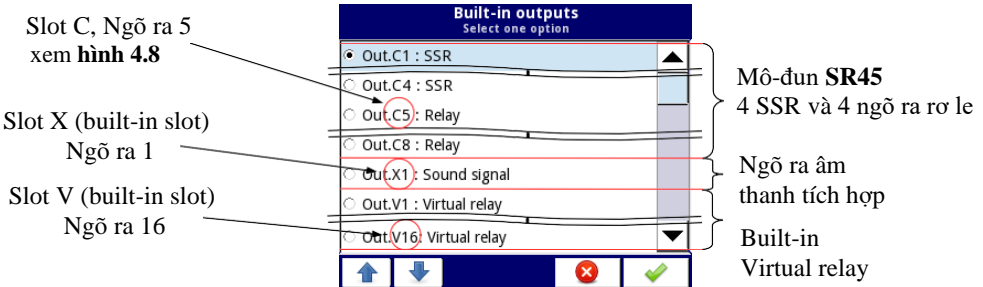 Built-in outputs
Select one option
Slot C, Ngõ ra 5
xem hình 4.8
Slot X (built-in slot)
Ngõ ra 1
Slot V (built-in slot)
Ngõ ra 16
Out.C1 : SSR
Out.C4 : SSR
Out.C5 : Relay
Out.C8 : Relay
Out.X1 : Sound signal
Out.V1 : Virtual relay
Out.V16: Virtual relay
Mô-đun SR45
4 SSR và 4 ngõ ra rơ le
Ngõ ra âm
thanh tích hợp
Built-in
Virtual relay